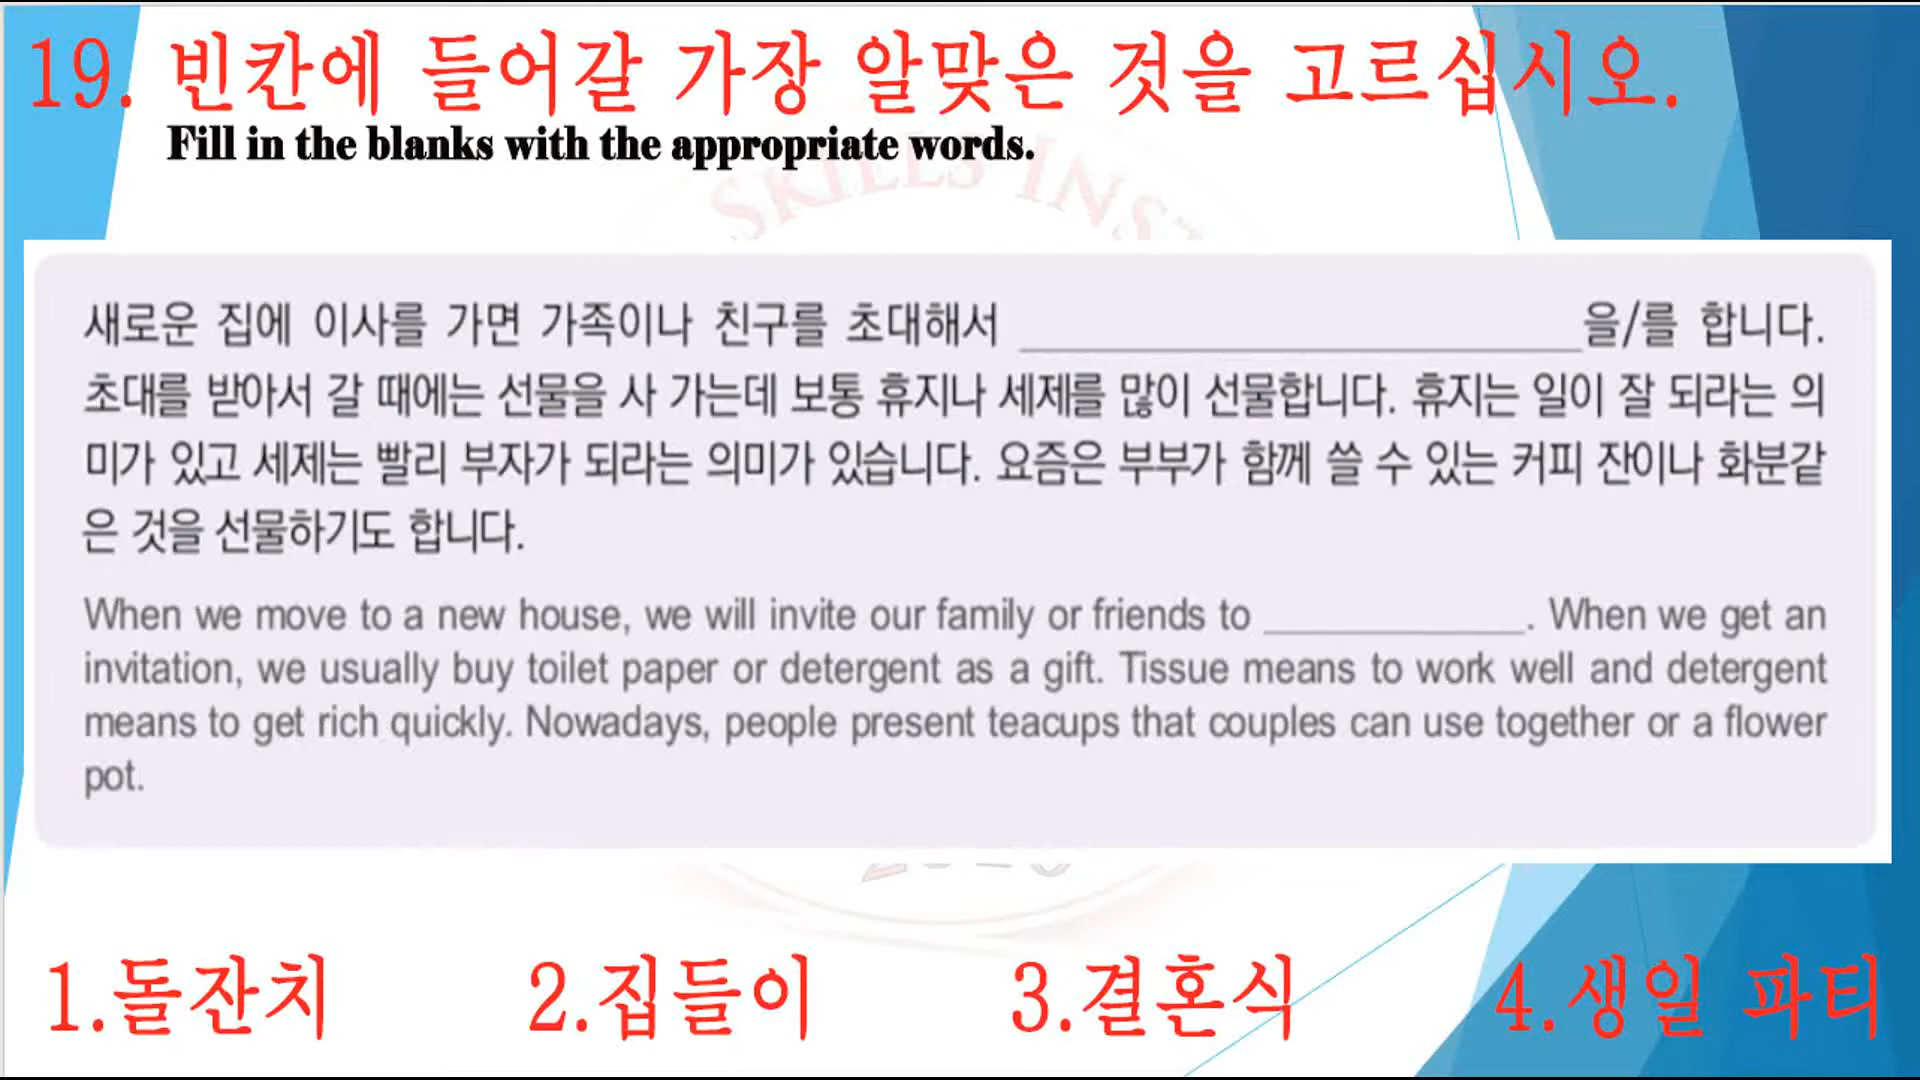 19. 빈칸에 들어갈 가장 알맞은 것을 고르십시오.
Fill in the blanks with the appropriate words.
SKILLS INST
새로운 집에 이사를 가면 가족이나 친구를 초대해서 ______________________을/를 합니다.
초대를 받아서 갈 때에는 선물을 사 가는데 보통 휴지나 세제를 많이 선물합니다. 휴지는 일이 잘 되라는 의
미가 있고 세제는 빨리 부자가 되라는 의미가 있습니다. 요즘은 부부가 함께 쓸 수 있는 커피 잔이나 화분같
은 것을 선물하기도 합니다.
When we move to a new house, we will invite our family or friends to ____________. When we get an
invitation, we usually buy toilet paper or detergent as a gift. Tissue means to work well and detergent
means to get rich quickly. Nowadays, people present teacups that couples can use together or a flower
pot.
1.돌잔치 2.집들이 3.결혼식 4.생일 파티